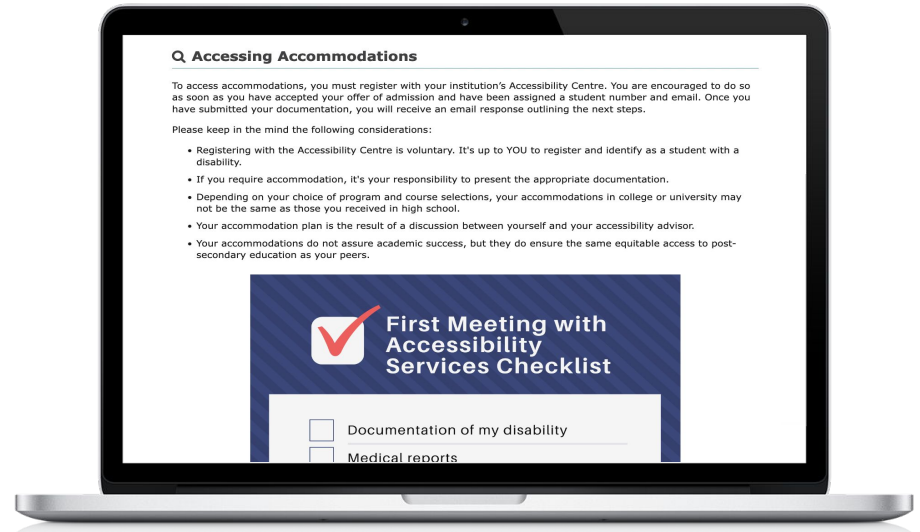 Accessing Accommodations
To access accommodations, you must register with your institution's Accessibility Centre. You are encouraged to do so
as soon as you have accepted your offer of admission and have been assigned a student number and email. Once you
have submitted your documentation, you will receive an email response outlining the next steps.
Please keep in the mind the following considerations:
• Registering with the Accessibility Centre is voluntary. It's up to YOU to register and identify as a student with a
disability.
• If you require accommodation, it's your responsibility to present the appropriate documentation.
• Depending on your choice of program and course selections, your accommodations in college or university may
not be the same as those you received in high school.
• Your accommodation plan is the result of a discussion between yourself and your accessibility advisor.
• Your accommodations do not assure academic success, but they do ensure the same equitable access to post-
secondary education as your peers.
First Meeting with
Accessibility
Services Checklist
Documentation of my disability
Medical reports